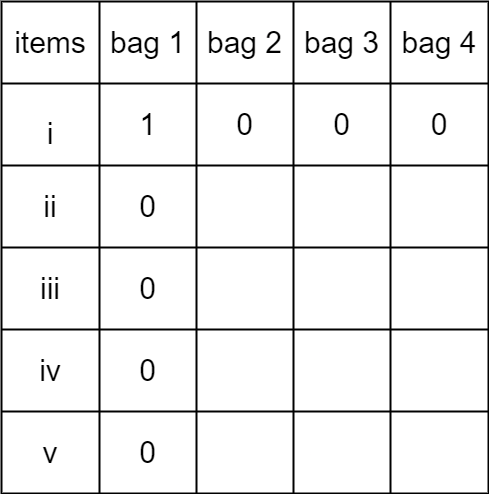 items bag 1 bag 2 bag 3 bag 4
i 1 0 0 0
ii 0
iii 0
iv 0
v 0